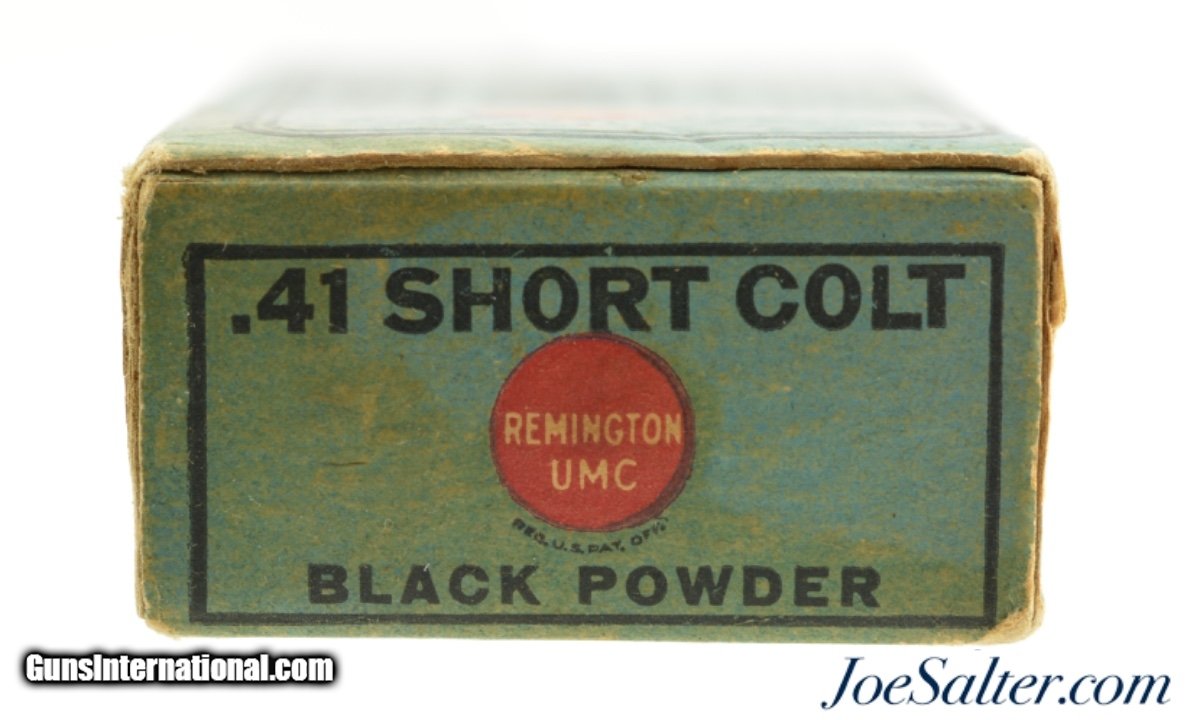 .41 SHORT COLT
REMINGTON
UMC
REG. U.S. PAT. OFF.
BLACK POWDER
GunsInternational.com
JoeSalter.com